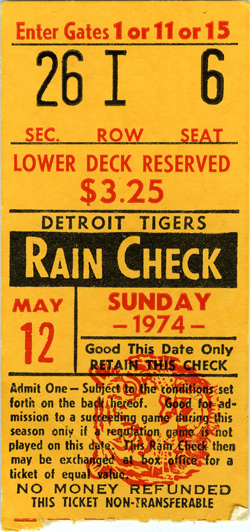 Enter Gates 1 or 11 or 15
26 I 6
SEC. ROW SEAT
LOWER DECK RESERVED
$3.25
DETROIT TIGERS
RAIN CHECK
MAY
12
SUNDAY
– 1974 –
Good This Date Only
RETAIN THIS CHECK
Admit One – Subject to the conditions set
forth on the back hereof. Good for ad-
mission to a succeeding game during this
season only if a regulation game is not
played on this date. This Rain Check then
may be exchanged at box office for a
ticket of equal value.
NO MONEY REFUNDED
THIS TICKET NON-TRANSFERABLE